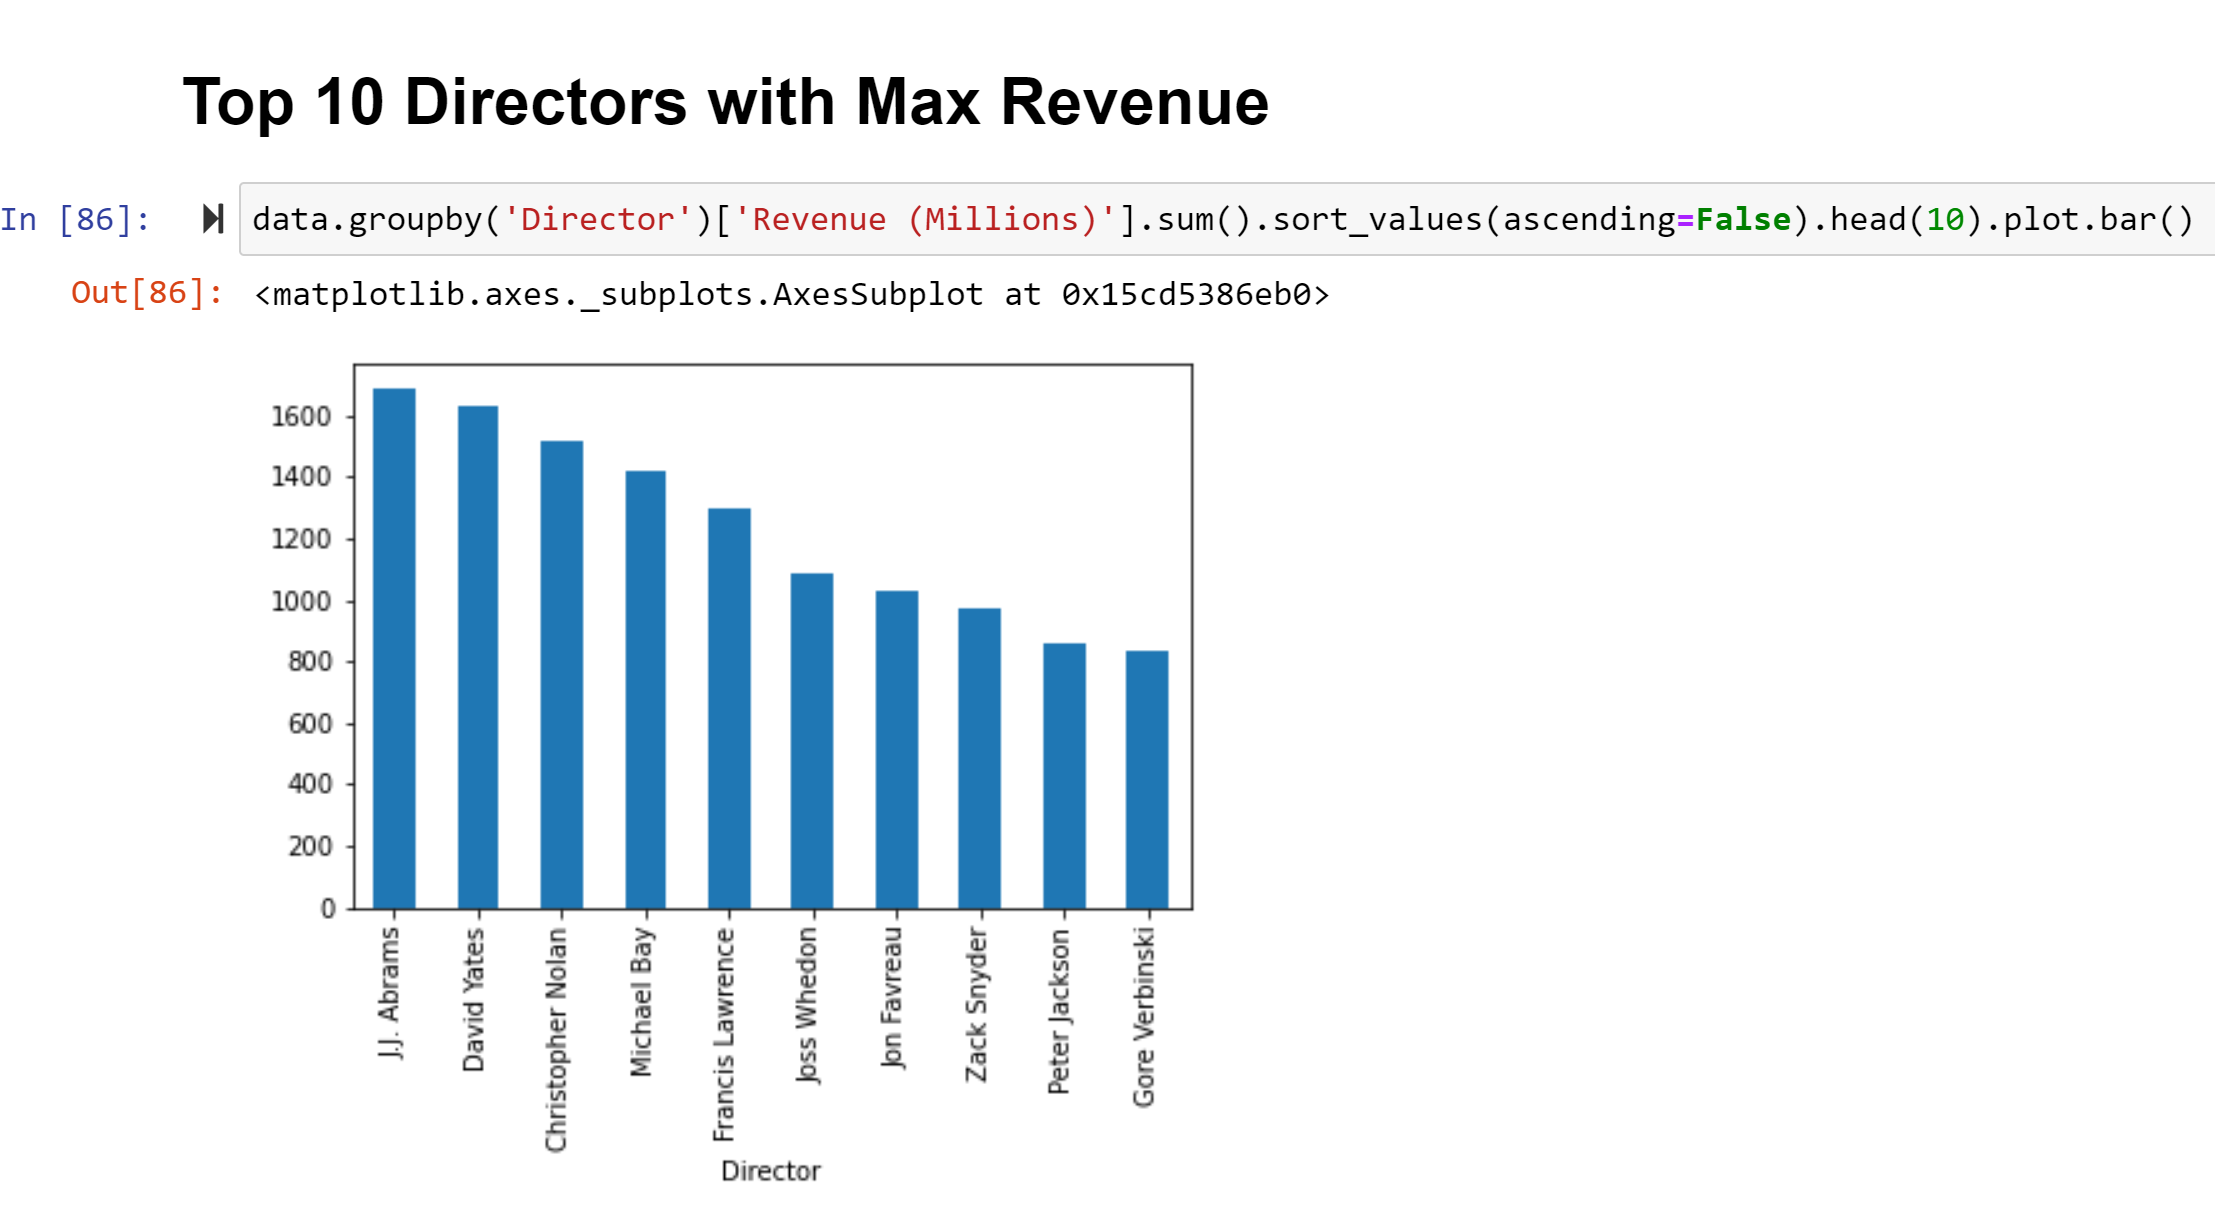 Top 10 Directors with Max Revenue
In [86]:
data.groupby('Director')['Revenue (Millions)'].sum().sort_values(ascending=False).head(10).plot.bar()
Out[86]:
<matplotlib.axes._subplots.AxesSubplot at 0x15cd5386eb0>
1600
1400
1200
1000
800
600
400
200
0
J.J. Abrams
David Yates
Christopher Nolan
Michael Bay
Francis Lawrence
Joss Whedon
Jon Favreau
Zack Snyder
Peter Jackson
Gore Verbinski
Director